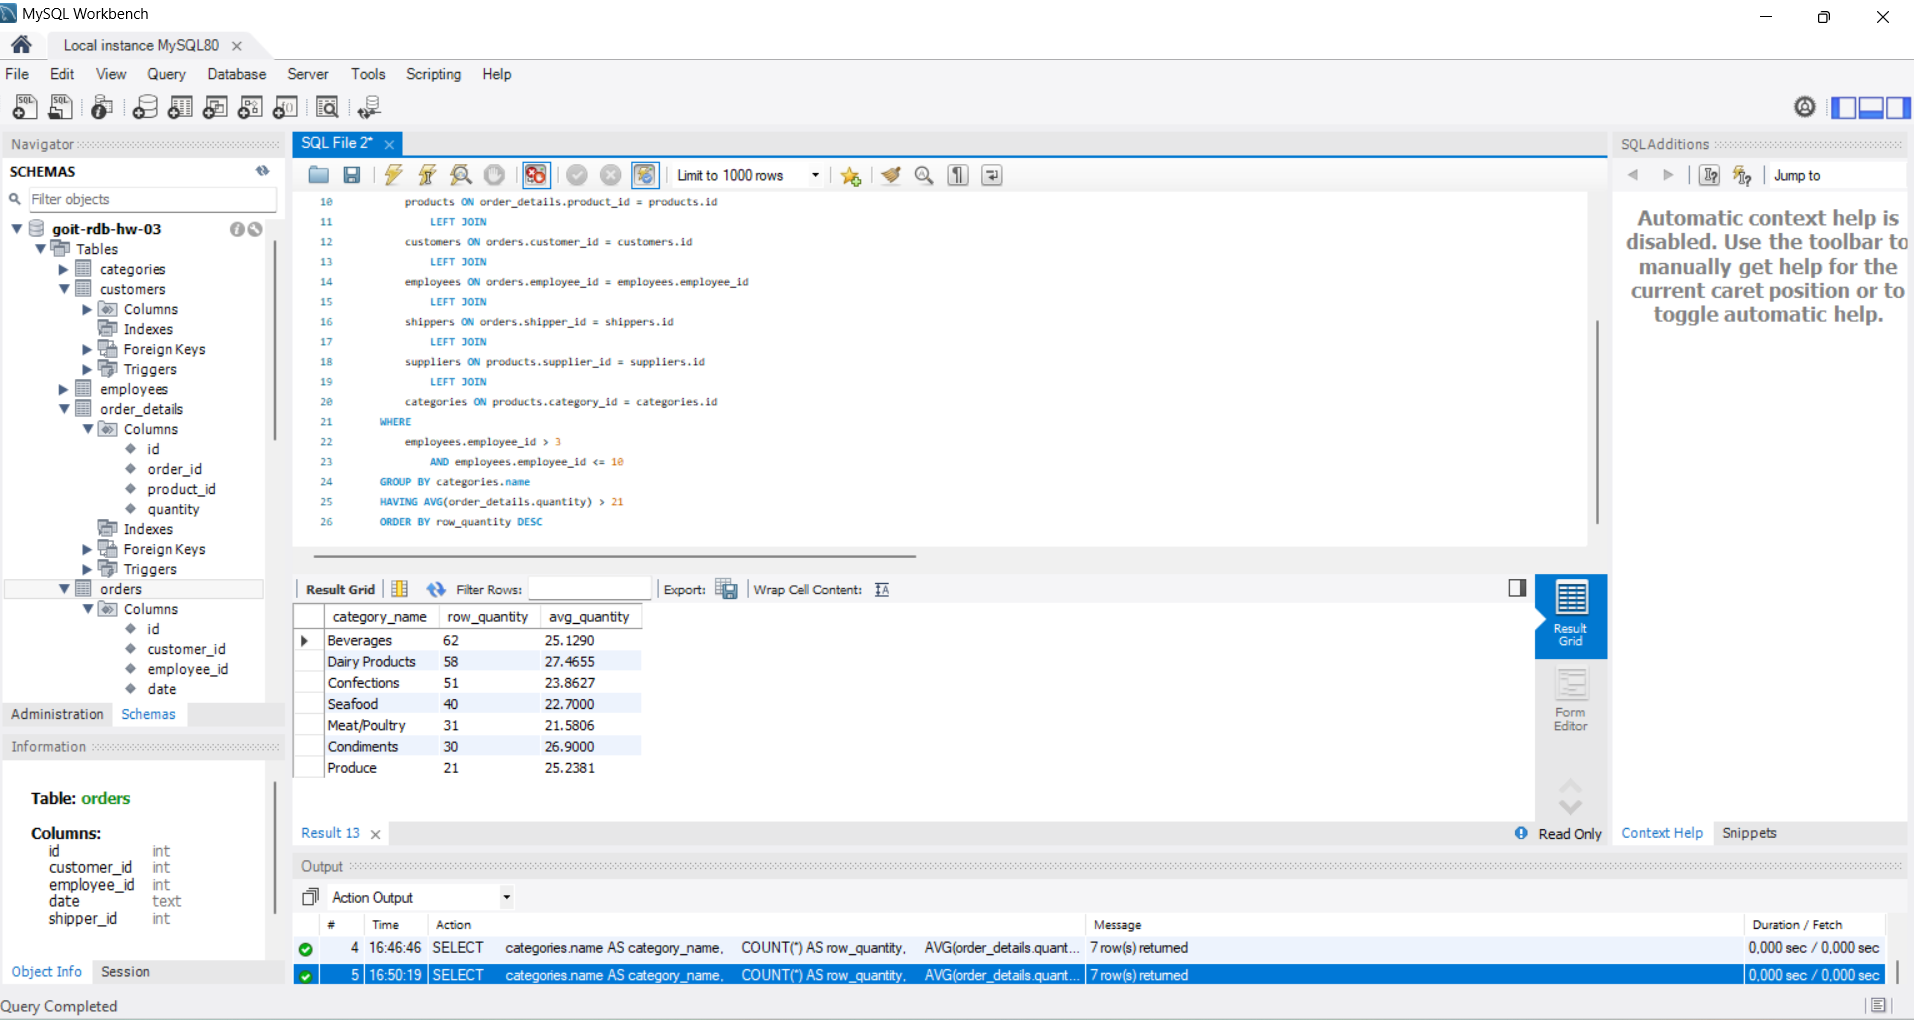 MySQL Workbench
Local instance MySQL80
File Edit View Query Database Server Tools Scripting Help
Navigator
SCHEMAS
Filter objects
goit-rdb-hw-03
Tables
categories
customers
Columns
Indexes
Foreign Keys
Triggers
employees
order_details
Columns
id
order_id
product_id
quantity
Indexes
Foreign Keys
Triggers
orders
Columns
id
customer_id
employee_id
date
Administration Schemas
Information
Table: orders
Columns:
id int
customer_id int
employee_id int
date text
shipper_id int
Object Info Session
Query Completed
SQL File 2*
Limit to 1000 rows
10 products ON order_details.product_id = products.id
11 LEFT JOIN
12 customers ON orders.customer_id = customers.id
13 LEFT JOIN
14 employees ON orders.employee_id = employees.employee_id
15 LEFT JOIN
16 shippers ON orders.shipper_id = shippers.id
17 LEFT JOIN
18 suppliers ON products.supplier_id = suppliers.id
19 LEFT JOIN
20 categories ON products.category_id = categories.id
21 WHERE
22 employees.employee_id > 3
23 AND employees.employee_id <= 10
24 GROUP BY categories.name
25 HAVING AVG(order_details.quantity) > 21
26 ORDER BY row_quantity DESC
Result Grid Filter Rows: Export: Wrap Cell Content:
category_name row_quantity avg_quantity
Beverages 62 25.1290
Dairy Products 58 27.4655
Confections 51 23.8627
Seafood 40 22.7000
Meat/Poultry 31 21.5806
Condiments 30 26.9000
Produce 21 25.2381
Result
Grid
Form
Editor
Result 13
Read Only
Output
Action Output
# Time Action Message Duration / Fetch
4 16:46:46 SELECT categories.name AS category_name, COUNT(*) AS row_quantity, AVG(order_details.quant... 7 row(s) returned 0,000 sec / 0,000 sec
5 16:50:19 SELECT categories.name AS category_name, COUNT(*) AS row_quantity, AVG(order_details.quant... 7 row(s) returned 0,000 sec / 0,000 sec
SQLAdditions
Jump to
Automatic context help is
disabled. Use the toolbar to
manually get help for the
current caret position or to
toggle automatic help.
Context Help Snippets